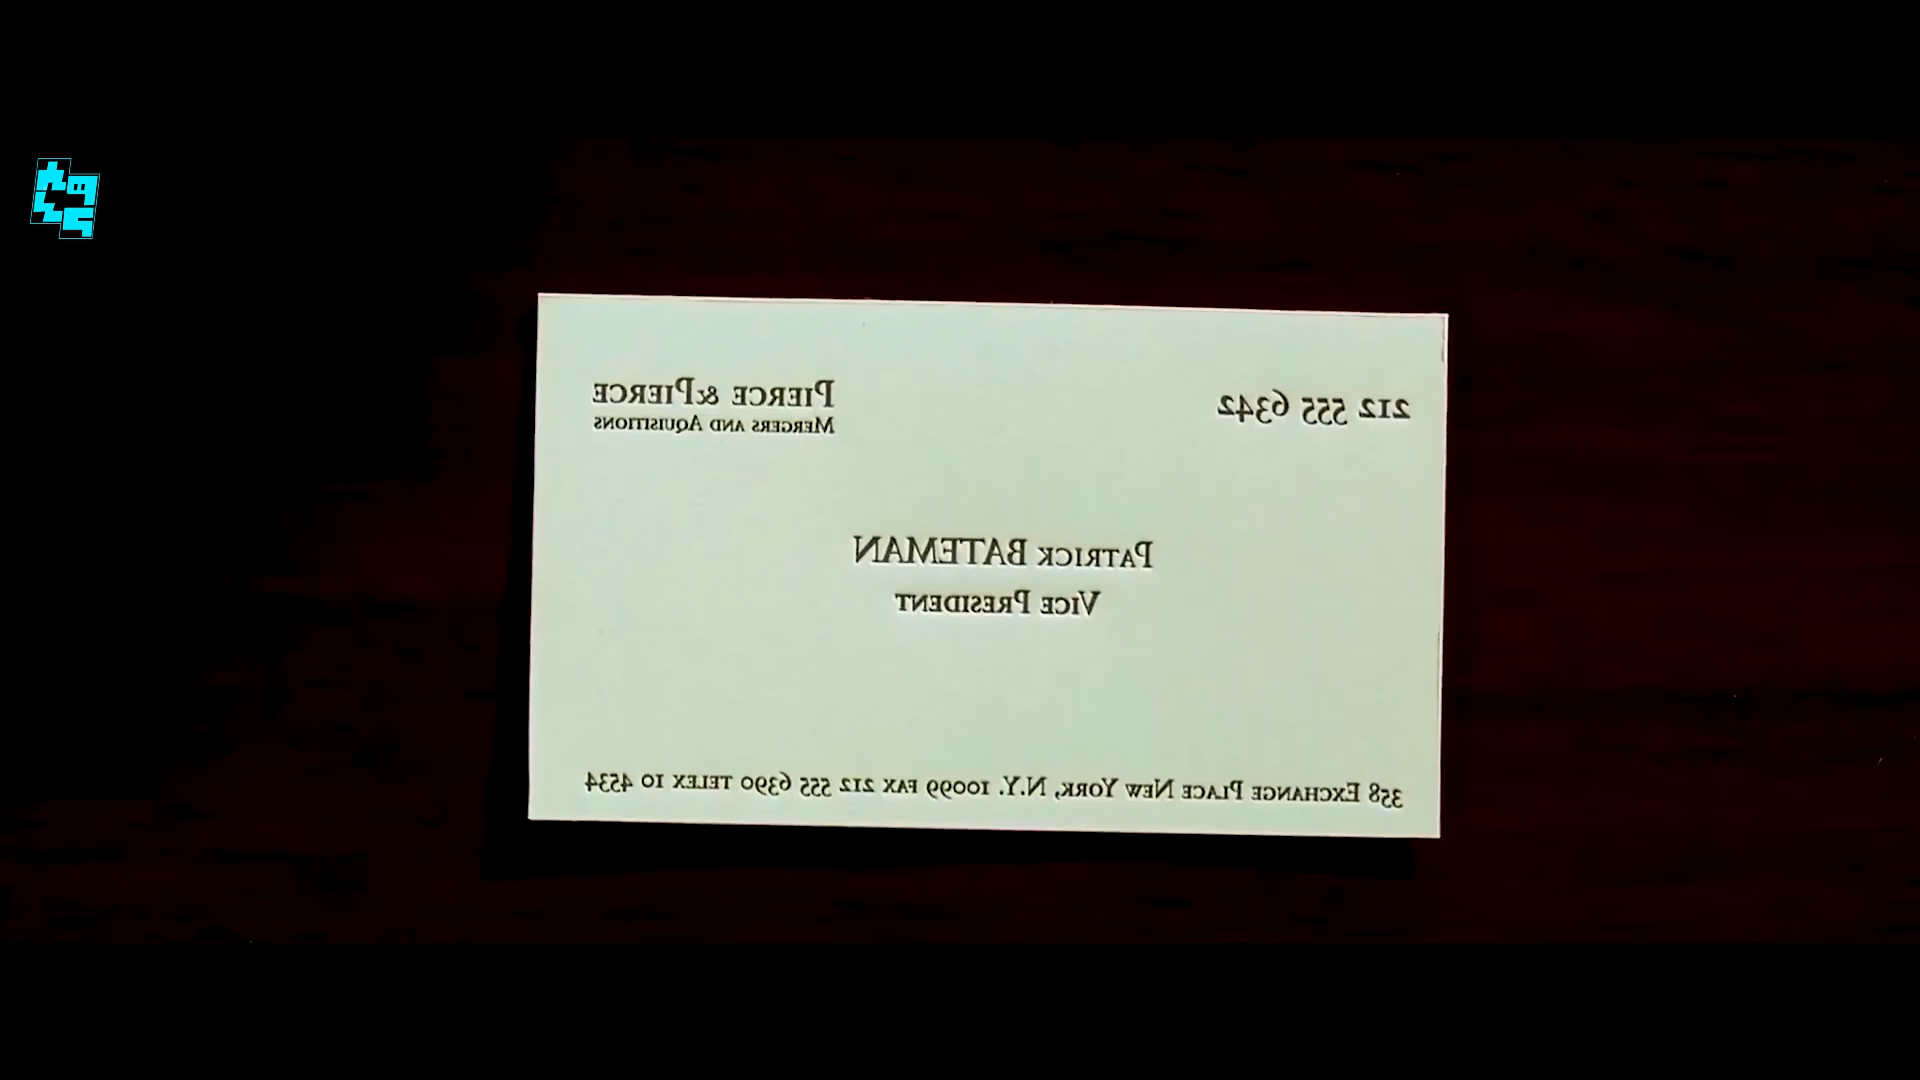 212 555 6342
PIERCE & PIERCE
MERGERS AND AQUISITIONS
PATRICK BATEMAN
VICE PRESIDENT
358 EXCHANGE PLACE NEW YORK, N.Y. 10099 FAX 212 555 6390 TELEX 10 4534